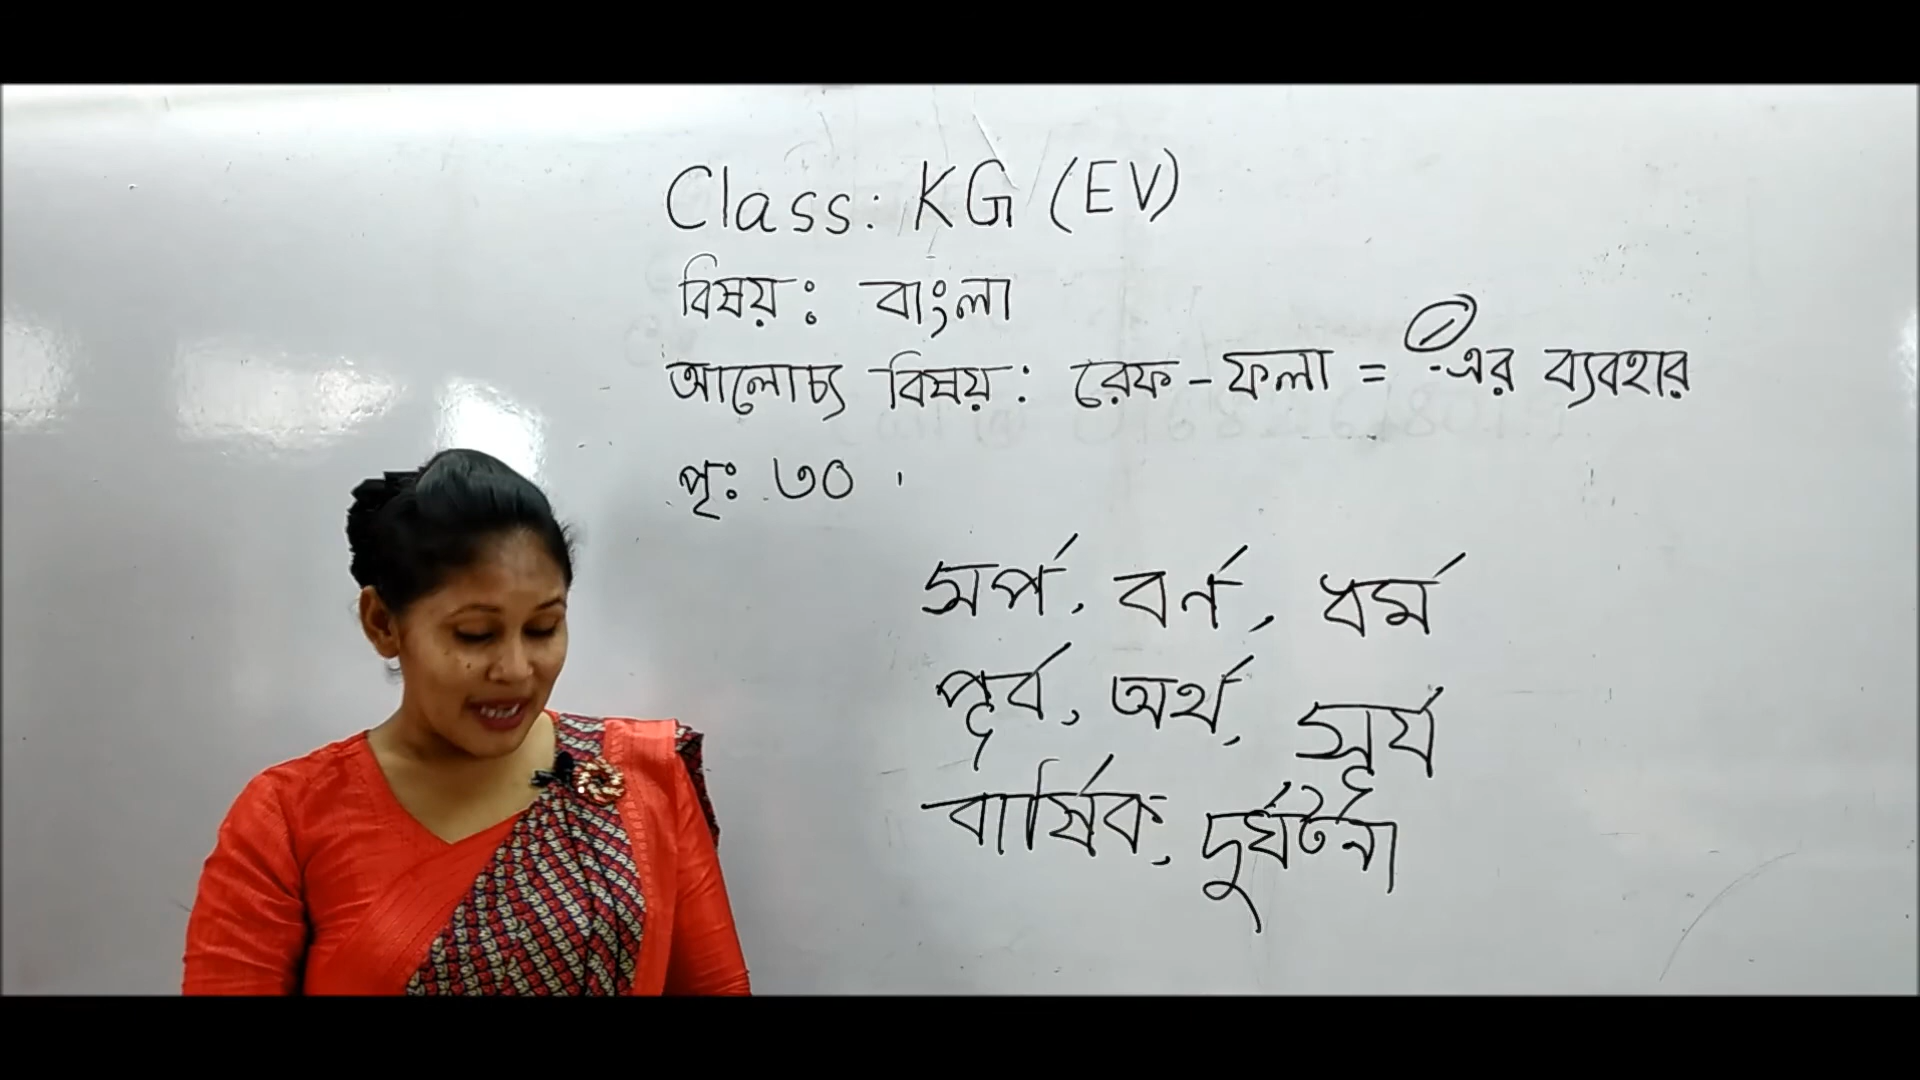 Class: KG (EV)
বিষয়ঃ বাংলা
আলোচ্য বিষয়: রেফ-ফলা = র্ -এর ব্যবহার
পৃঃ ৩০
সর্প, বর্ণ, ধর্ম
পূর্ব, অর্থ, সূর্য
বার্ষিক, দুর্ঘটনা